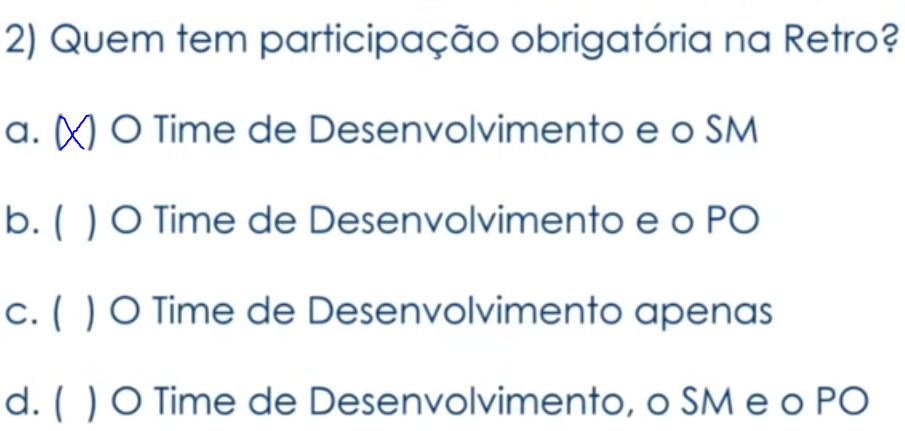 2) Quem tem participação obrigatória na Retro?
a. (X) O Time de Desenvolvimento e o SM
b. ( ) O Time de Desenvolvimento e o PO
c. ( ) O Time de Desenvolvimento apenas
d. ( ) O Time de Desenvolvimento, o SM e o PO